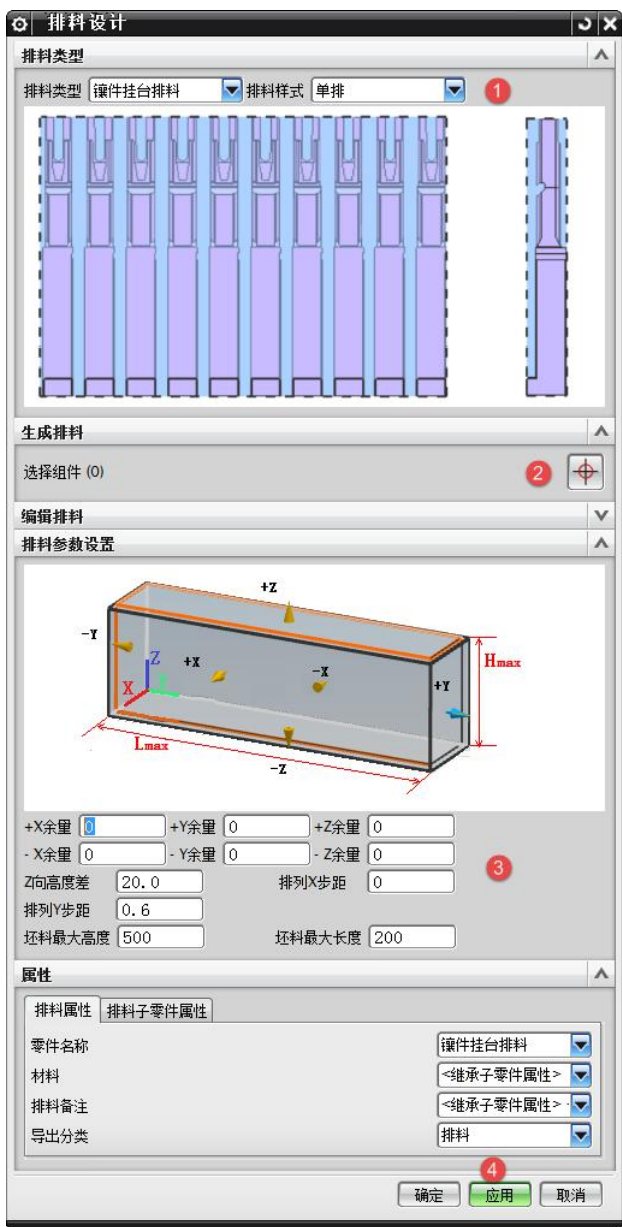 排料设计
排料类型
排料类型 镶件挂台排料 排料样式 单排 1
生成排料
选择组件 (0) 2
编辑排料
排料参数设置
+Z
-Y
Z +X -X
Hmax
X +Y
Lmax
-Z
+X余量 0 +Y余量 0 +Z余量 0
- X余量 0 - Y余量 0 - Z余量 0
3
Z向高度差 20.0 排列X步距 0
排列Y步距 0.6
坯料最大高度 500 坯料最大长度 200
属性
排料属性 排料子零件属性
零件名称 镶件挂台排料
材料 <继承子零件属性>
排料备注 <继承子零件属性> -
导出分类 排料
4
确定 应用 取消